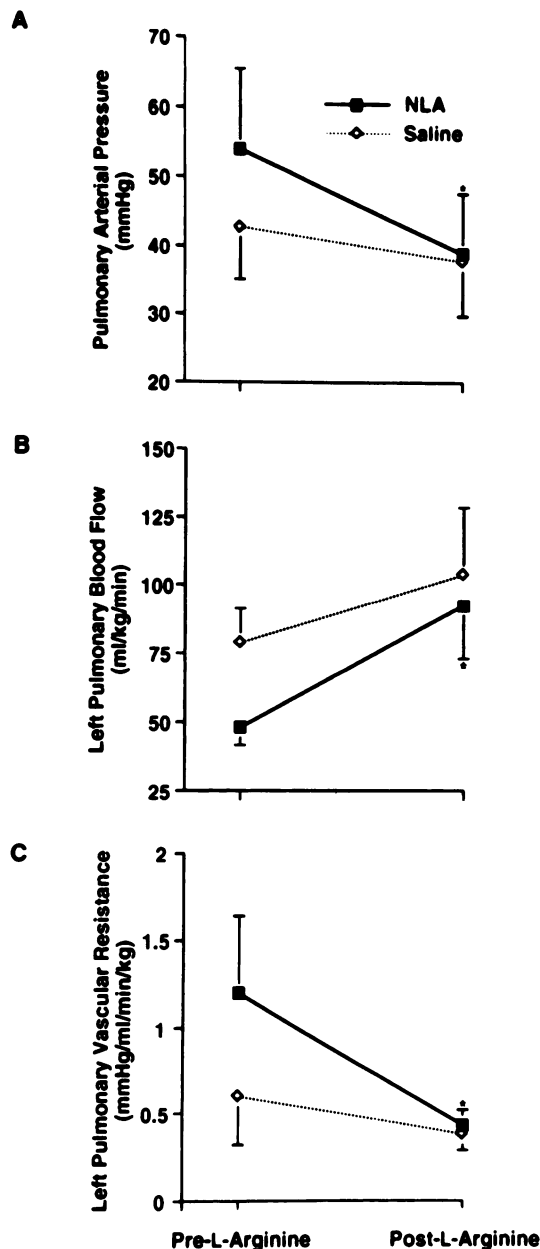 A
Pulmonary Arterial Pressure
(mmHg)
70
60
50
40
30
20
NLA
Saline
*
B
Left Pulmonary Blood Flow
(ml/kg/min)
150
125
100
75
50
25
*
C
Left Pulmonary Vascular Resistance
(mmHg/ml/min/kg)
2
1.5
1
0.5
0
*
Pre-L-Arginine
Post-L-Arginine